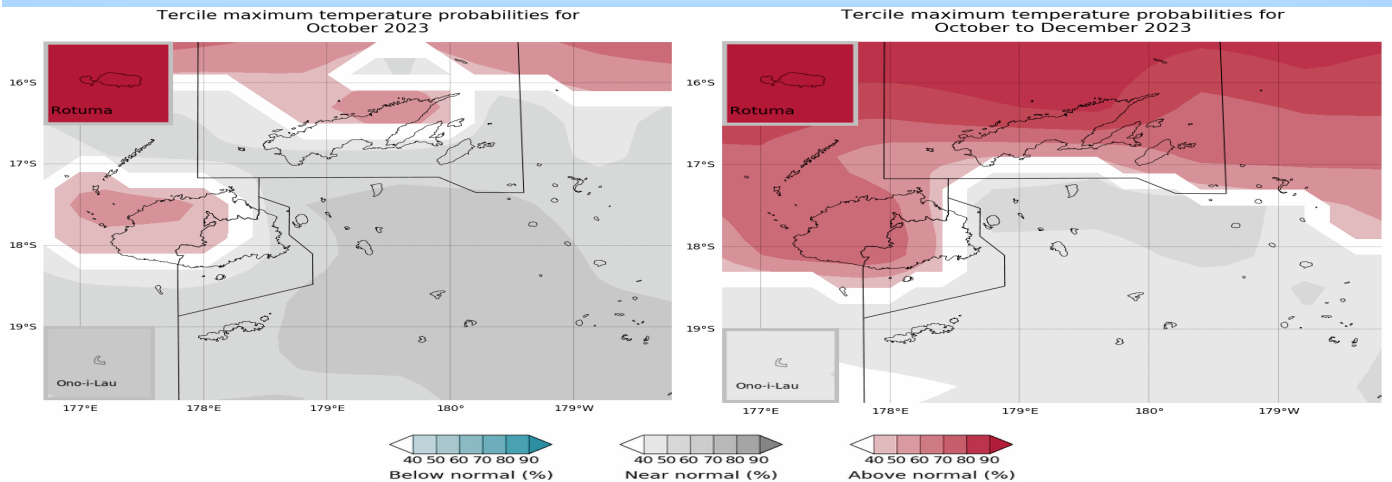 Tercile maximum temperature probabilities for
October 2023
16°S
17°S
18°S
19°S
177°E
178°E
179°E
180°
179°W
Rotuma
Ono-i-Lau
Tercile maximum temperature probabilities for
October to December 2023
16°S
17°S
18°S
19°S
177°E
178°E
179°E
180°
179°W
Rotuma
Ono-i-Lau
40 50 60 70 80 90
Below normal (%)
40 50 60 70 80 90
Near normal (%)
40 50 60 70 80 90
Above normal (%)